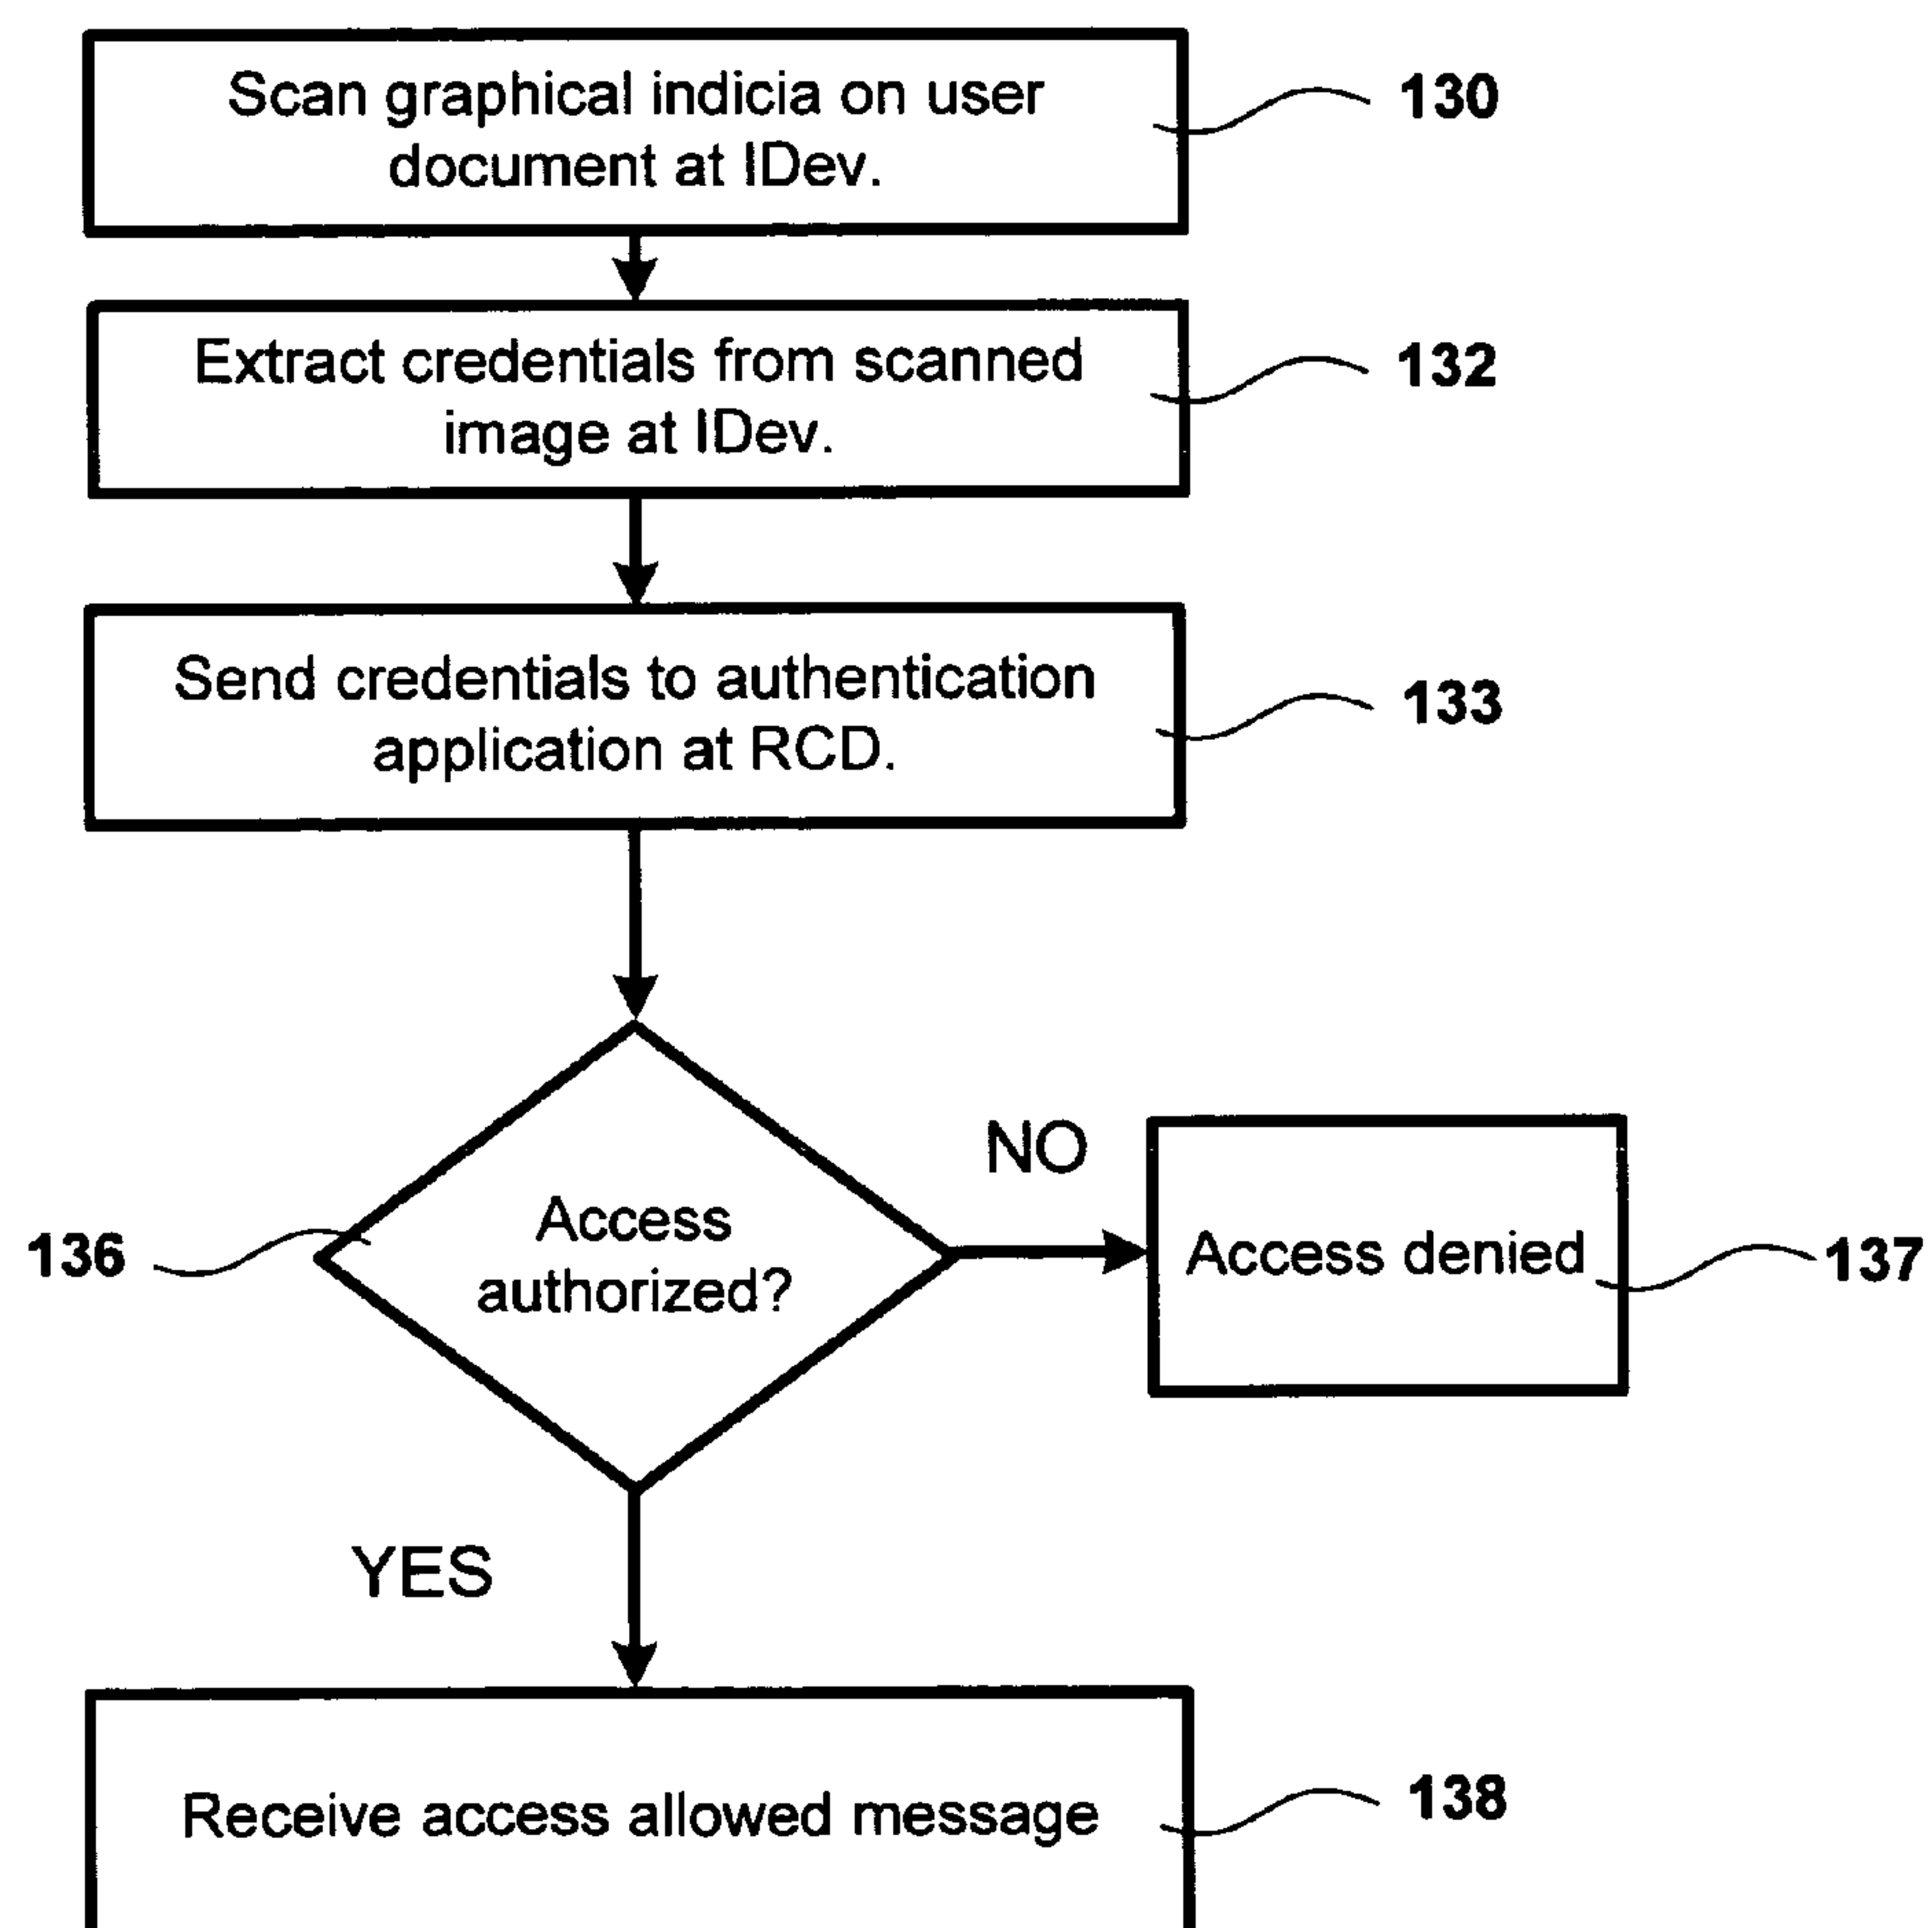 Scan graphical indicia on user
document at IDev.
130
Extract credentials from scanned
image at IDev.
132
Send credentials to authentication
application at RCD.
133
Access
authorized?
136
NO
Access denied
137
YES
Receive access allowed message
138